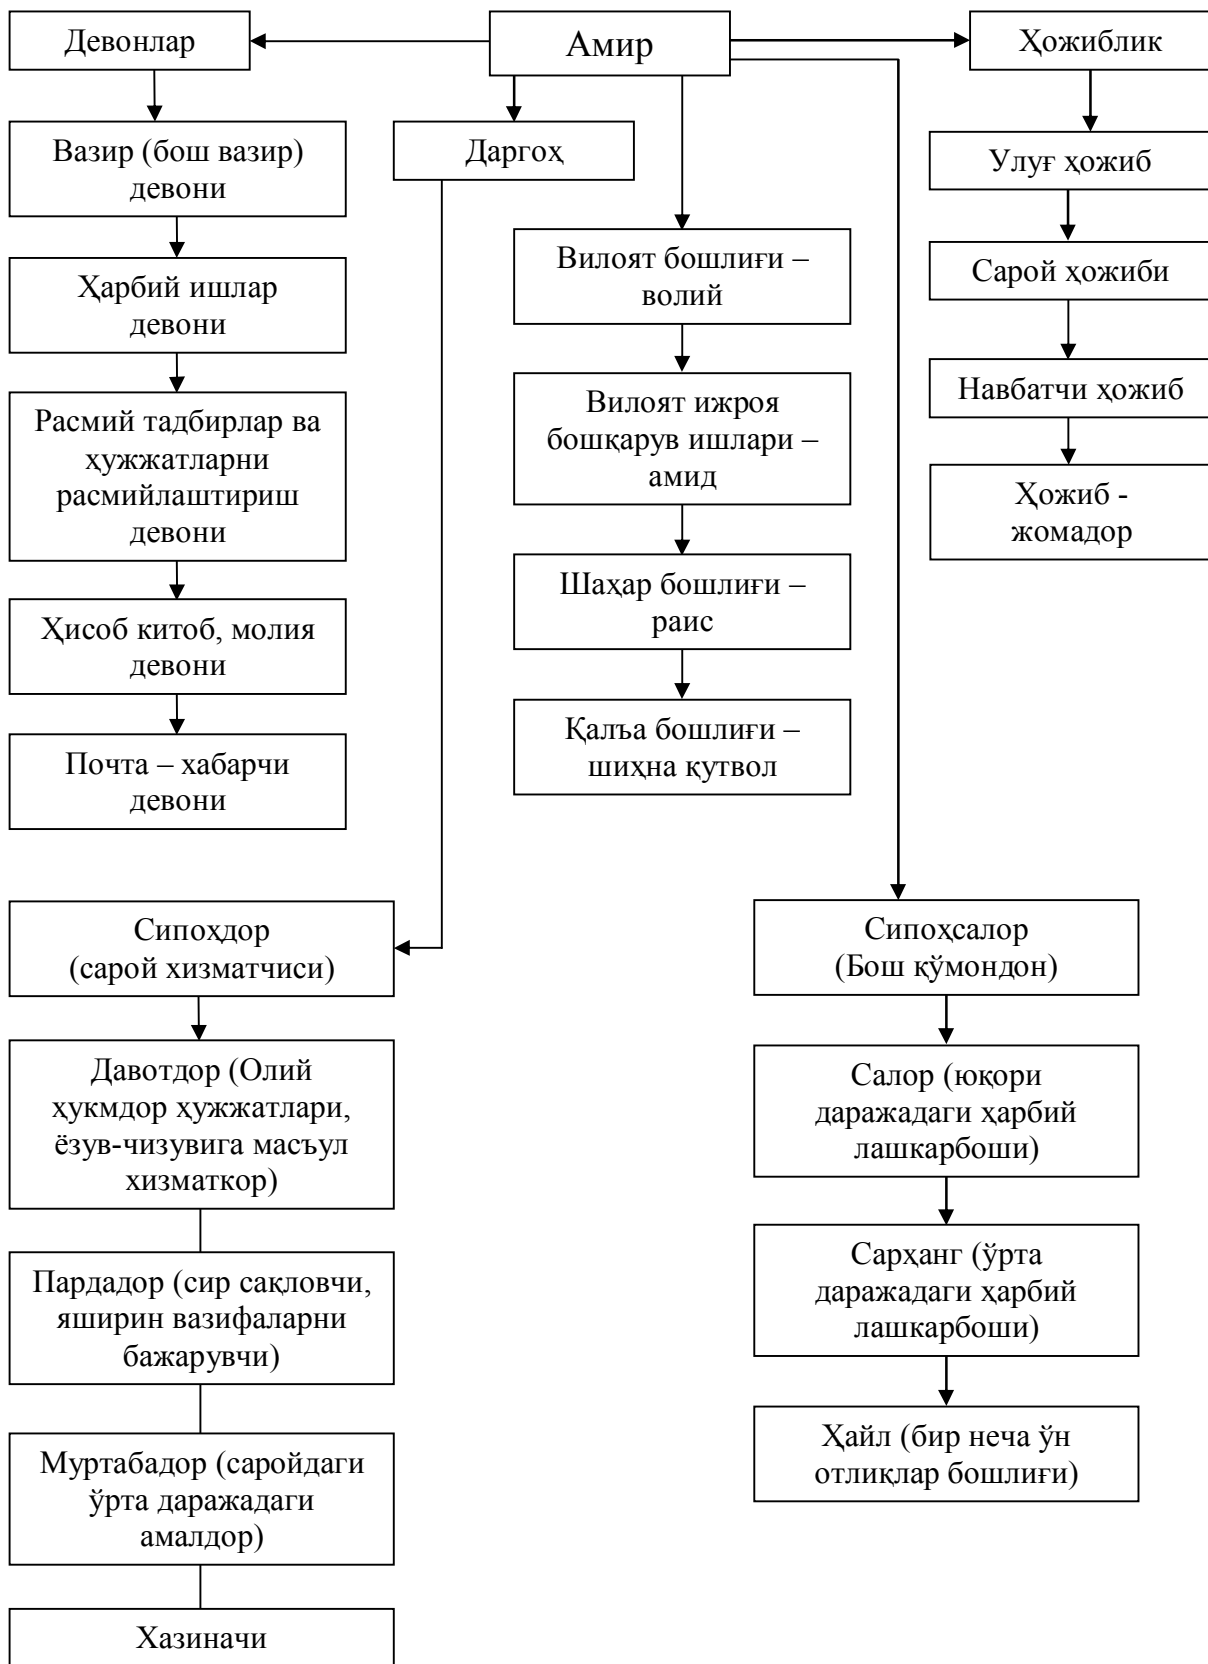 Девонлар
Амир
Ҳожиблик
Вазир (бош вазир)
девони
Даргоҳ
Улуғ ҳожиб
Ҳарбий ишлар
девони
Вилоят бошлиғи –
волий
Сарой ҳожиби
Расмий тадбирлар ва
ҳужжатларни
расмийлаштириш
девони
Вилоят ижроя
бошқарув ишлари –
амид
Навбатчи ҳожиб
Ҳожиб -
жомадор
Ҳисоб китоб, молия
девони
Шаҳар бошлиғи –
раис
Почта – хабарчи
девони
Қалъа бошлиғи –
шиҳна қутвол
Сипоҳдор
(сарой хизматчиси)
Давотдор (Олий
ҳукмдор ҳужжатлари,
ёзув-чизувига масъул
хизматкор)
Пардадор (сир сақловчи,
яширин вазифаларни
бажарувчи)
Муртабадор (саройдаги
ўрта даражадаги
амалдор)
Хазиначи
Сипоҳсалор
(Бош қўмондон)
Салор (юқори
даражадаги ҳарбий
лашкарбоши)
Сарҳанг (ўрта
даражадаги ҳарбий
лашкарбоши)
Ҳайл (бир неча ўн
отлиқлар бошлиғи)